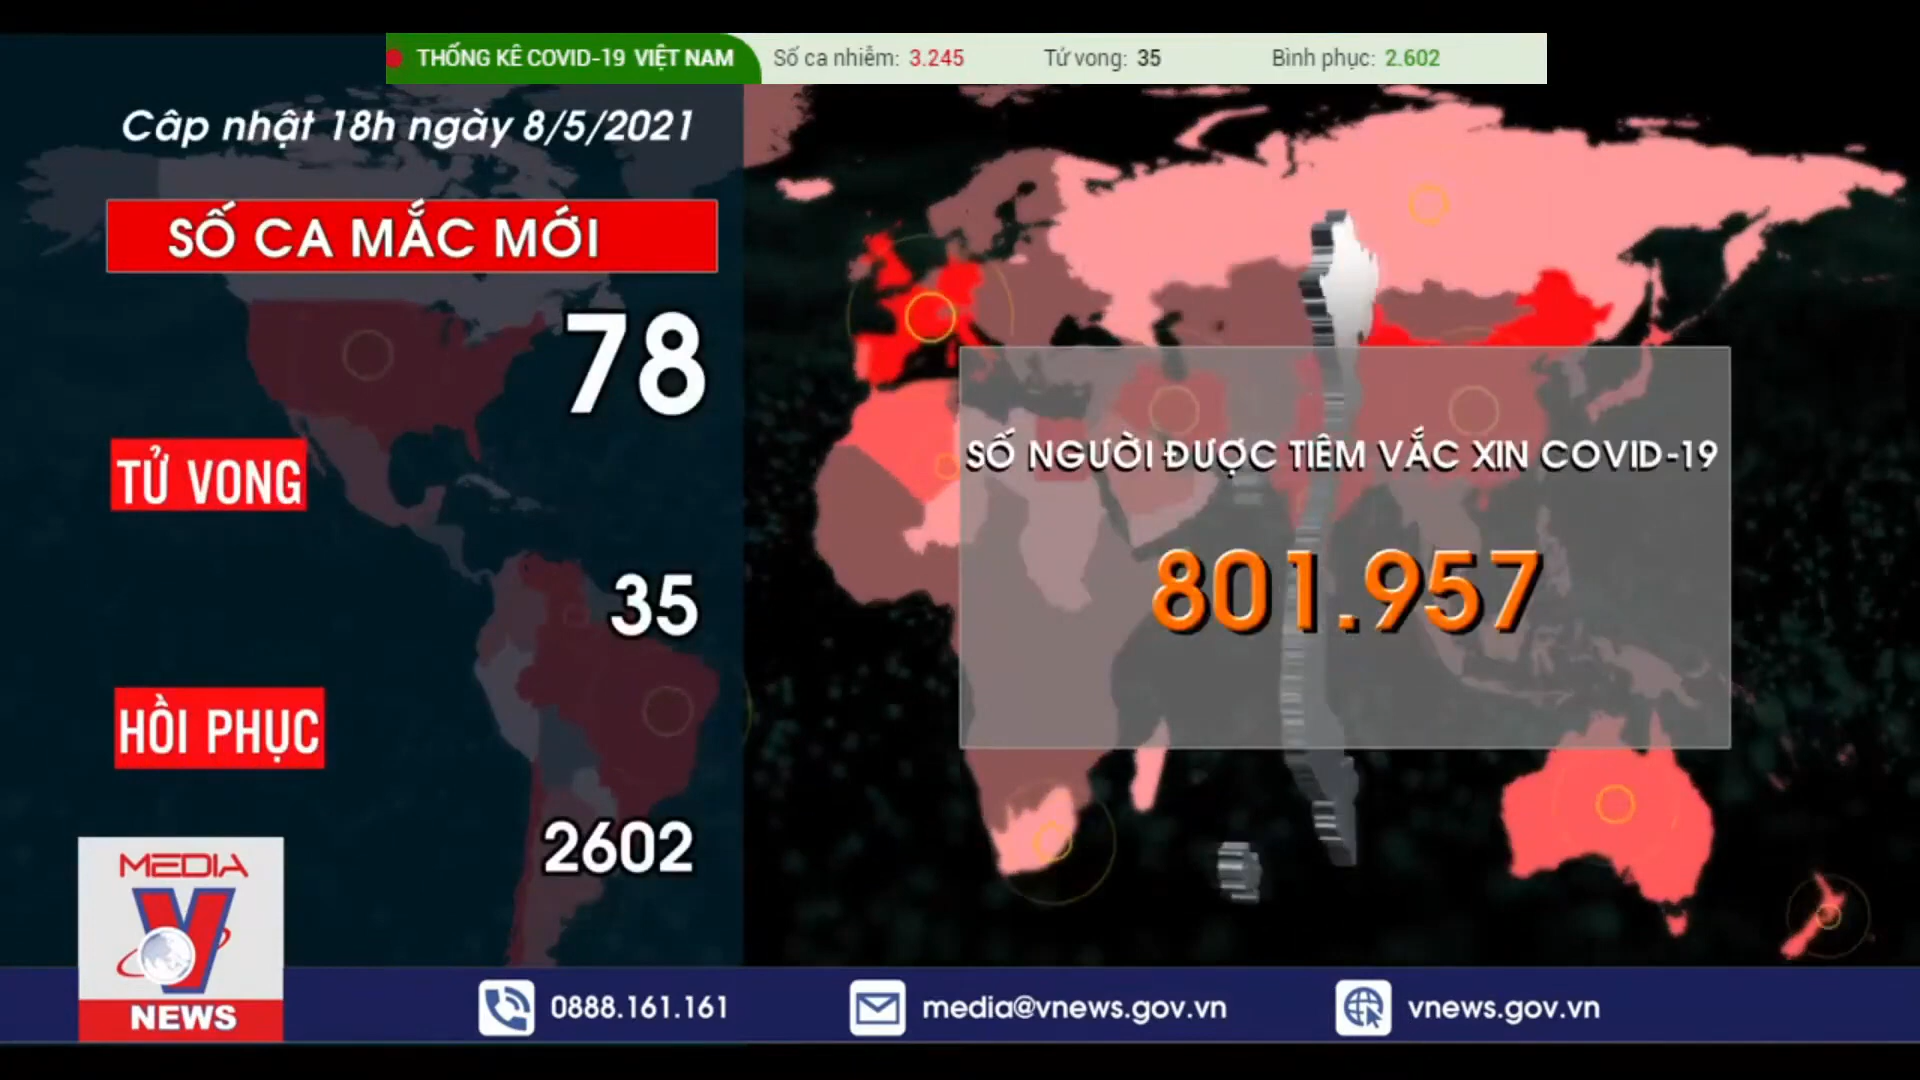 THỐNG KÊ COVID-19 VIỆT NAM Số ca nhiễm: 3.245 Tử vong: 35 Bình phục: 2.602
Câp nhật 18h ngày 8/5/2021
SỐ CA MẮC MỚI
78
TỬ VONG
35
HỒI PHỤC
2602
SỐ NGƯỜI ĐƯỢC TIÊM VẮC XIN COVID-19
801.957
MEDIA
V
NEWS
0888.161.161 media@vnews.gov.vn vnews.gov.vn